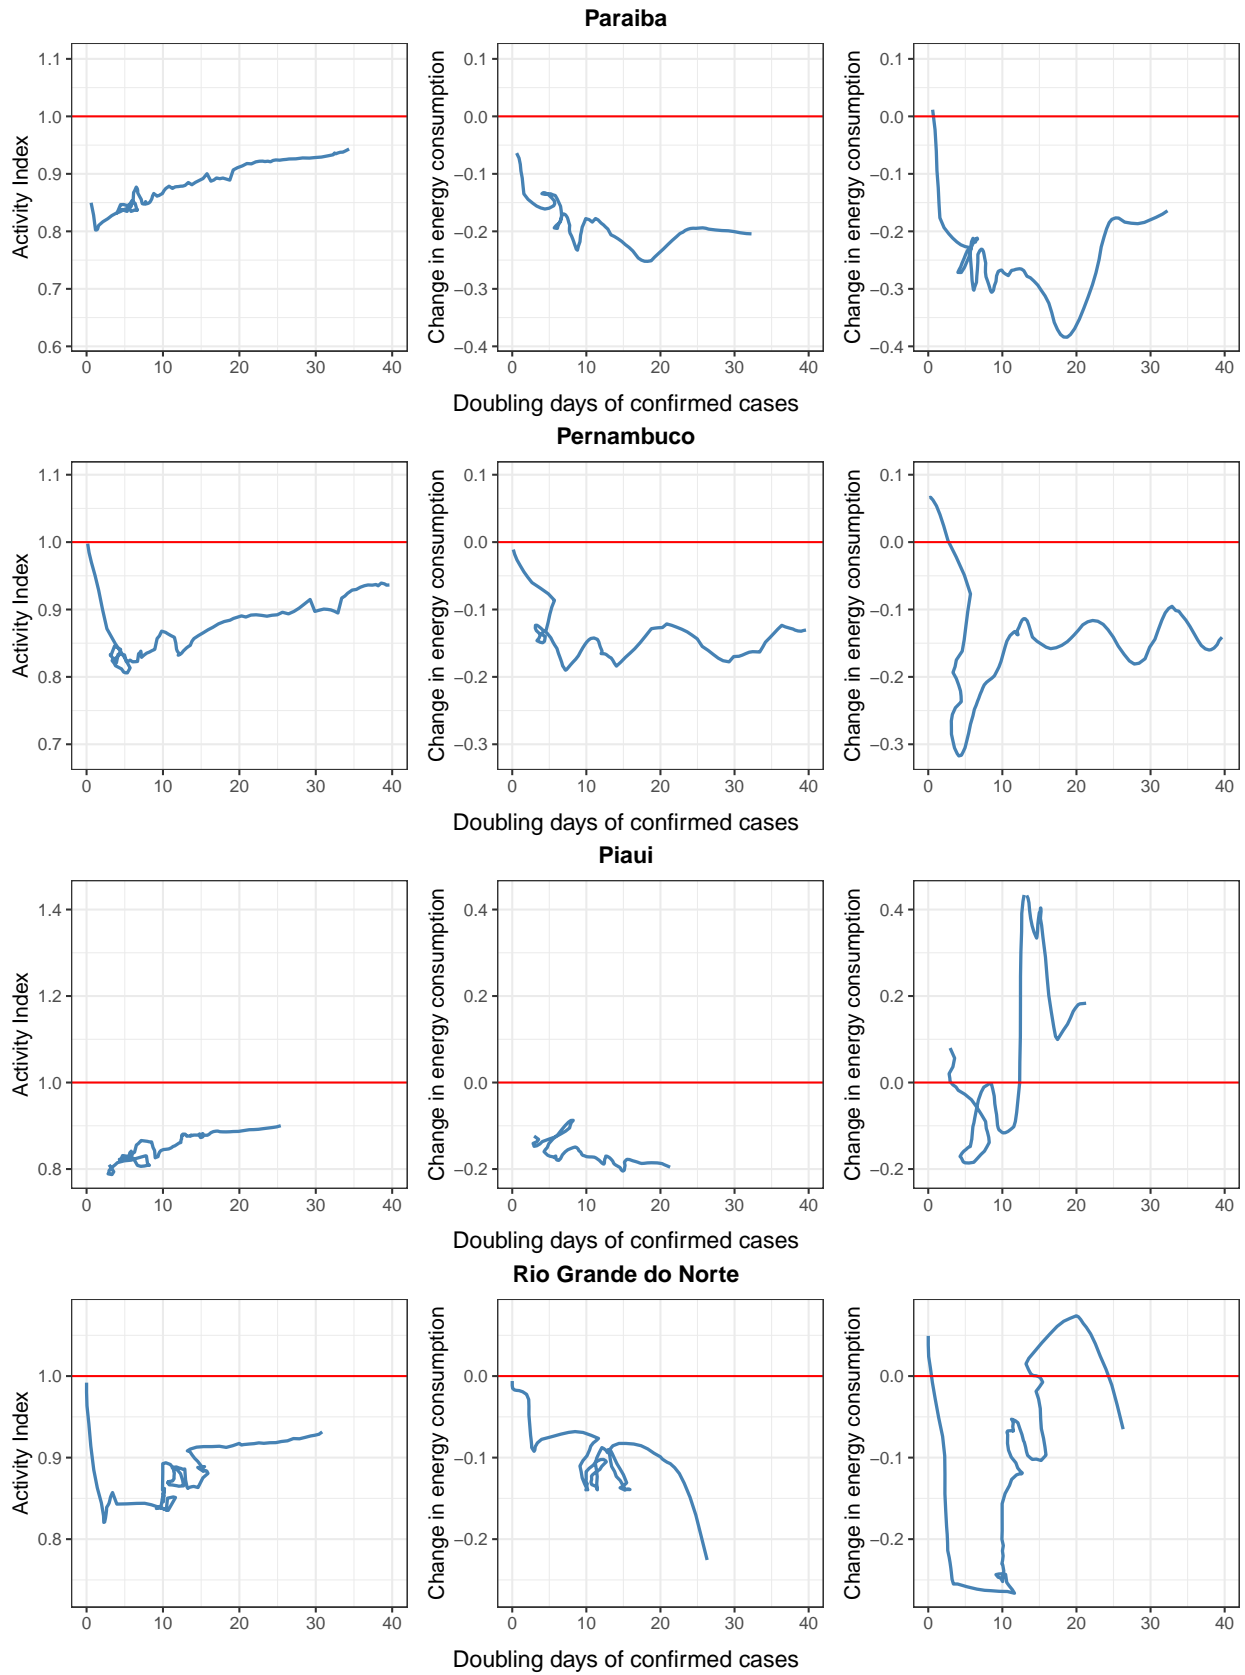 Paraiba
Activity Index
1.1
1.0
0.9
0.8
0.7
0.6
0 10 20 30 40
Change in energy consumption
0.1
0.0
−0.1
−0.2
−0.3
−0.4
0 10 20 30 40
Change in energy consumption
0.1
0.0
−0.1
−0.2
−0.3
−0.4
0 10 20 30 40
Doubling days of confirmed cases
Pernambuco
Activity Index
1.1
1.0
0.9
0.8
0.7
0 10 20 30 40
Change in energy consumption
0.1
0.0
−0.1
−0.2
−0.3
0 10 20 30 40
Change in energy consumption
0.1
0.0
−0.1
−0.2
−0.3
0 10 20 30 40
Doubling days of confirmed cases
Piaui
Activity Index
1.4
1.2
1.0
0.8
0 10 20 30 40
Change in energy consumption
0.4
0.2
0.0
−0.2
0 10 20 30 40
Change in energy consumption
0.4
0.2
0.0
−0.2
0 10 20 30 40
Doubling days of confirmed cases
Rio Grande do Norte
Activity Index
1.0
0.9
0.8
0 10 20 30 40
Change in energy consumption
0.0
−0.1
−0.2
0 10 20 30 40
Change in energy consumption
0.0
−0.1
−0.2
0 10 20 30 40
Doubling days of confirmed cases